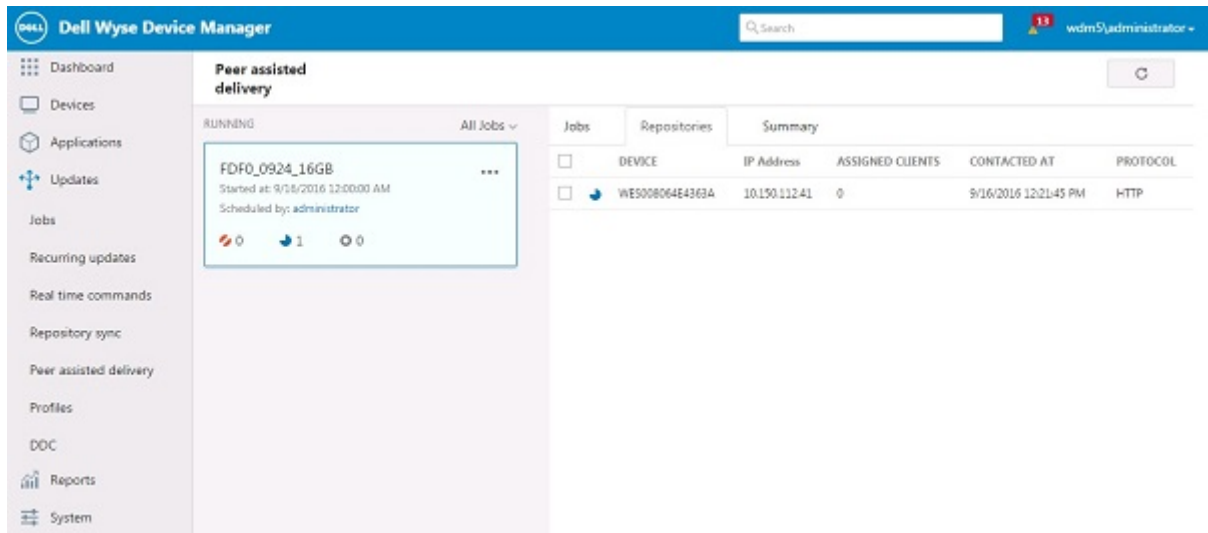 DELL Dell Wyse Device Manager
Search
13
wdm5\administrator
Dashboard
Devices
Applications
Updates
Jobs
Recurring updates
Real time commands
Repository sync
Peer assisted delivery
Profiles
DDC
Reports
System
Peer assisted
delivery
RUNNING
All Jobs
FDF0_0924_16GB
...
Started at: 9/16/2016 12:00:00 AM
Scheduled by: administrator
0 1 0
Jobs Repositories Summary
DEVICE IP Address ASSIGNED CLIENTS CONTACTED AT PROTOCOL
WES008064E4363A 10.150.112.41 0 9/16/2016 12:21:45 PM HTTP